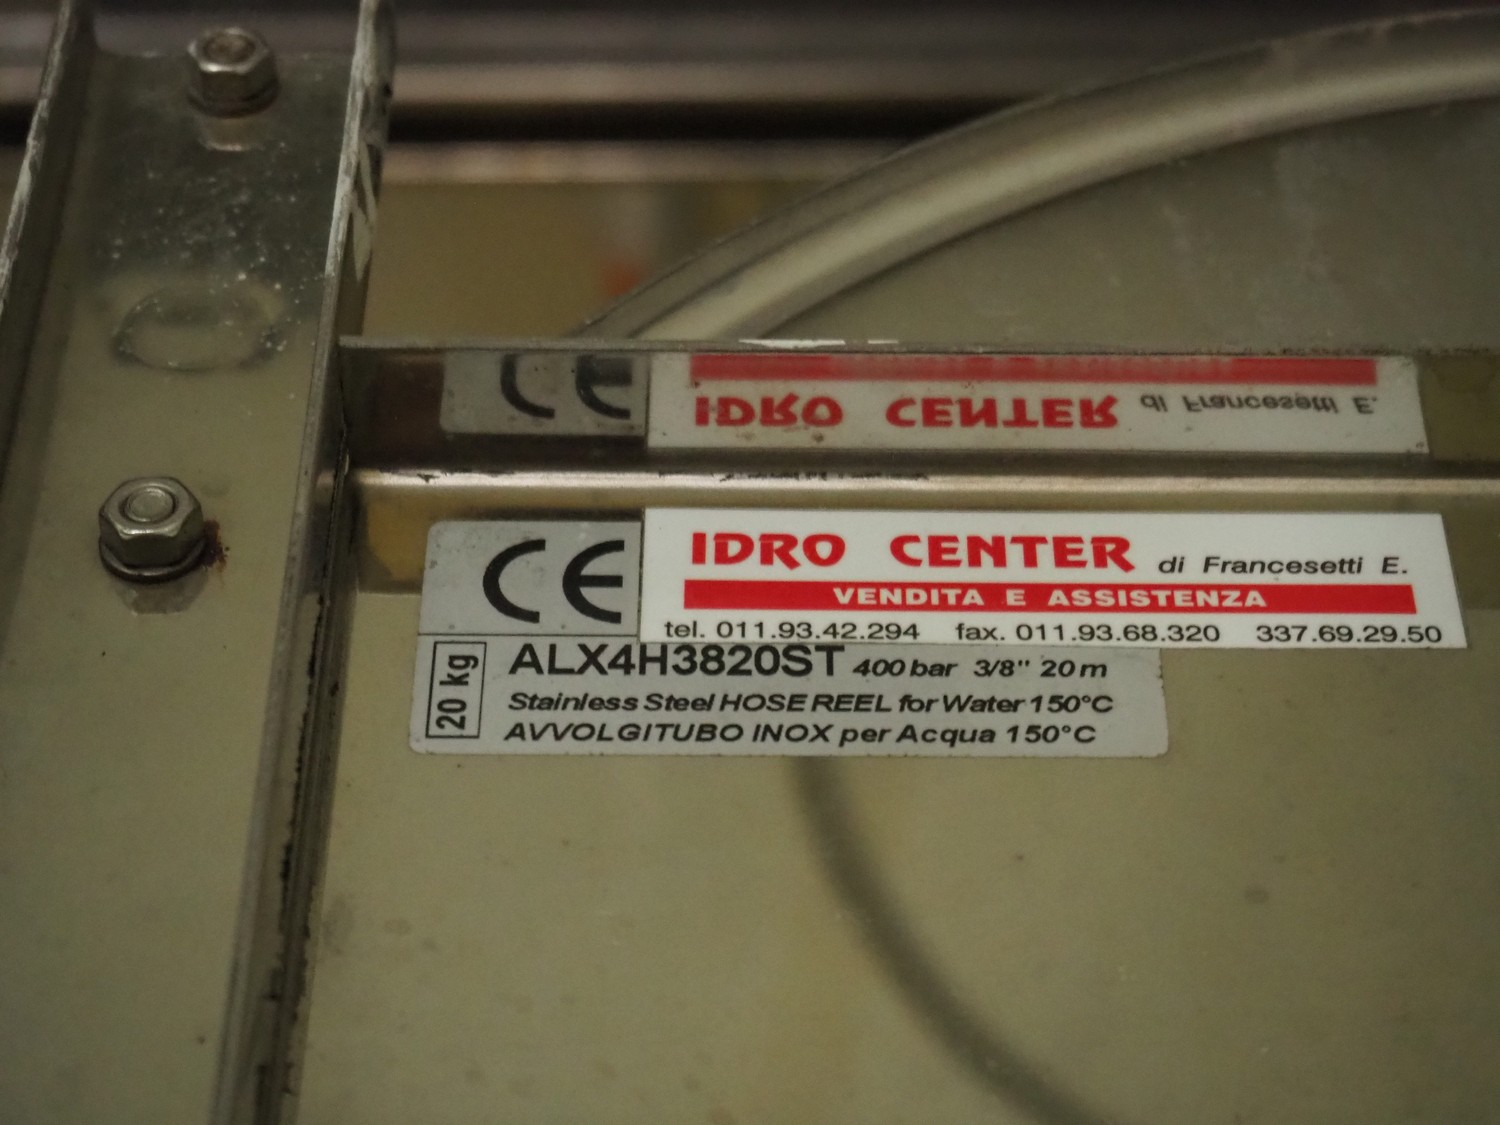 IDRO CENTER di Francesetti E.
CE
IDRO CENTER di Francesetti E.
VENDITA E ASSISTENZA
tel. 011.93.42.294 fax. 011.93.68.320 337.69.29.50
20 kg
ALX4H3820ST 400 bar 3/8" 20 m
Stainless Steel HOSE REEL for Water 150°C
AVVOLGITUBO INOX per Acqua 150°C